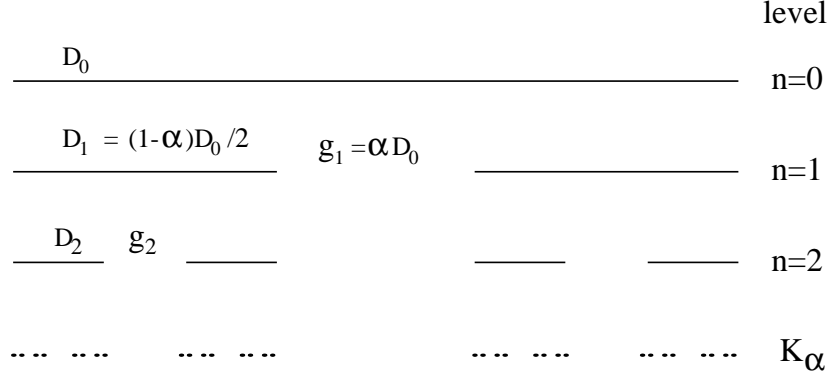 level
D₀
n=0
D₁ = (1-α)D₀/2 g₁=αD₀ n=1
D₂ g₂
n=2
Kα